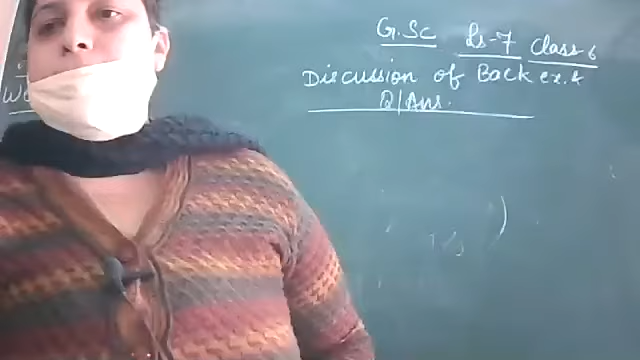 G.Sc Ls-7 Class-6
Discussion of Back ex. &
Q/Ans.